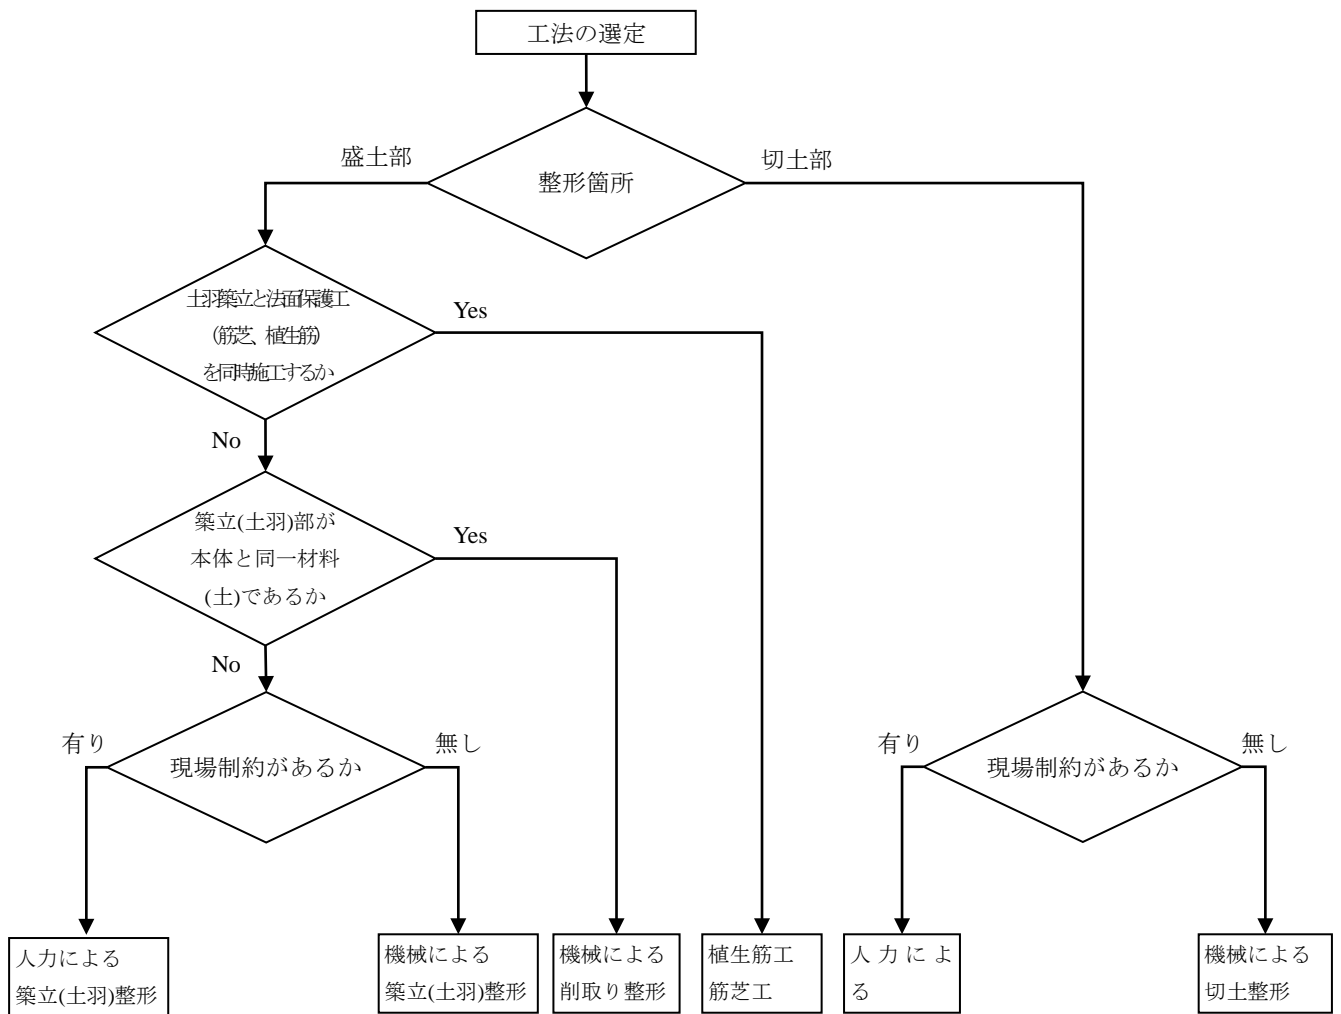 工法の選定
盛土部
切土部
整形箇所
土羽築立と法面保護工
(筋芝、植生筋)
を同時施工するか
Yes
No
築立(土羽)部が
本体と同一材料
(土)であるか
Yes
No
有り
現場制約があるか
無し
有り
現場制約があるか
無し
人力による
築立(土羽)整形
機械による
築立(土羽)整形
機械による
削取り整形
植生筋工
筋芝工
人力によ
る
機械による
切土整形